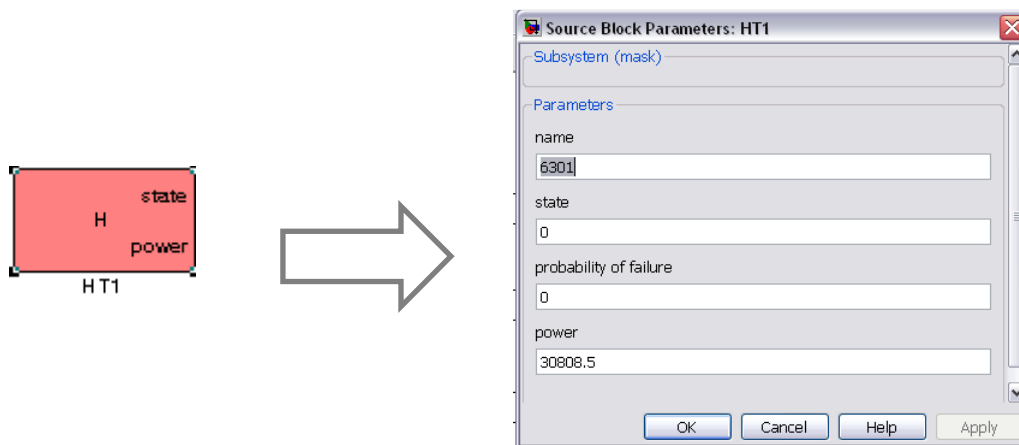 state
H
power
HT1
Source Block Parameters: HT1
Subsystem (mask)
Parameters
name
6301
state
0
probability of failure
0
power
30808.5
OK Cancel Help Apply